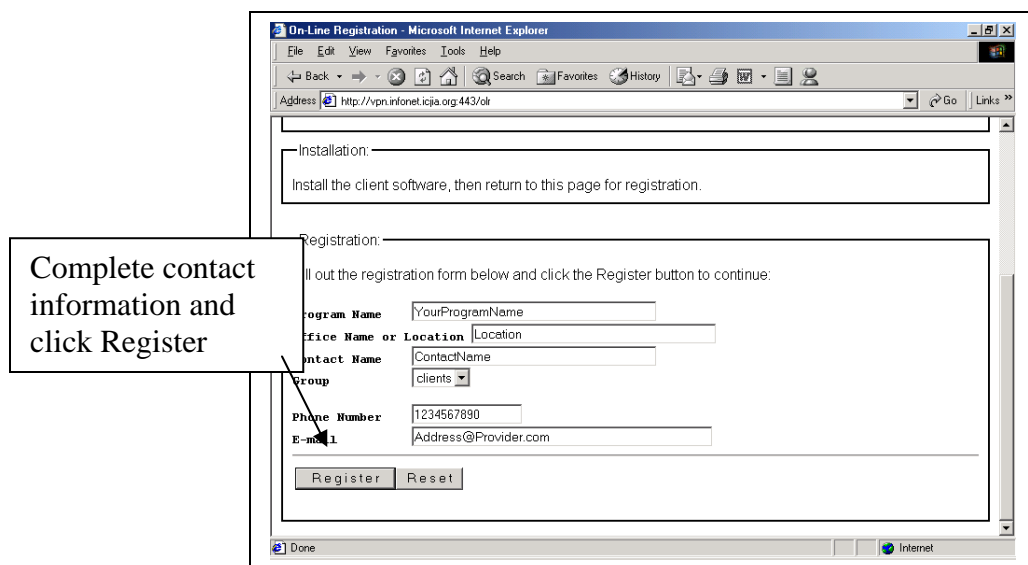 On-Line Registration - Microsoft Internet Explorer
File Edit View Favorites Tools Help
Back Search Favorites History
Address http://vpn.infonet.icjia.org:443/olr Go Links »
Installation:
Install the client software, then return to this page for registration.
Registration:
ll out the registration form below and click the Register button to continue:
Complete contact
information and
click Register
rogram Name YourProgramName
ffice Name or Location Location
ontact Name ContactName
Group clients
Phone Number 1234567890
E-mail Address@Provider.com
Register Reset
Done Internet